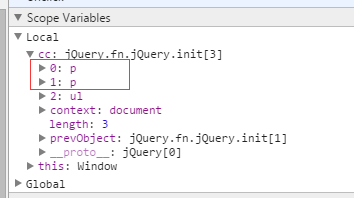 Scope Variables
Local
cc: jQuery.fn.jQuery.init[3]
0: p
1: p
2: ul
context: document
length: 3
prevObject: jQuery.fn.jQuery.init[1]
__proto__: jQuery[0]
this: Window
Global